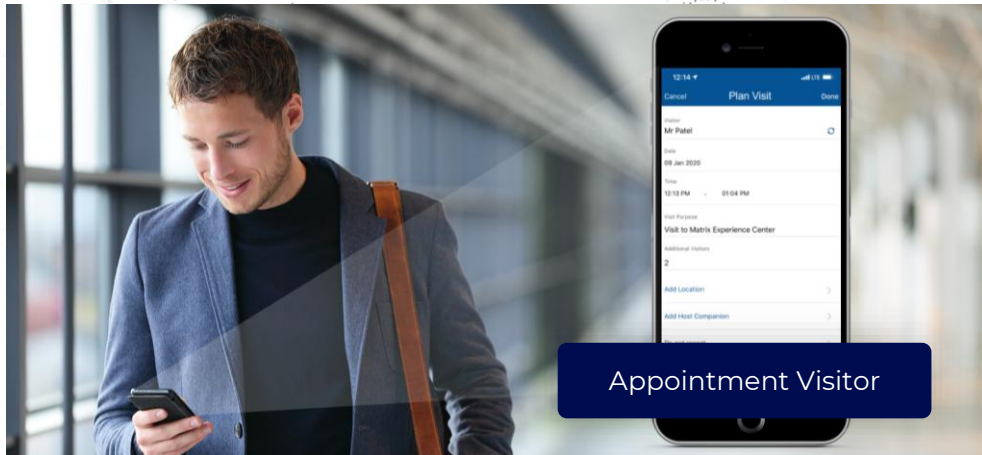 12:14
LTE
Cancel Plan Visit Done
Visitor
Mr Patel
Date
09 Jan 2020
Time
12:13 PM - 01:04 PM
Visit Purpose
Visit to Matrix Experience Center
Additional Visitors
2
Add Location
Add Host Companion
Appointment Visitor